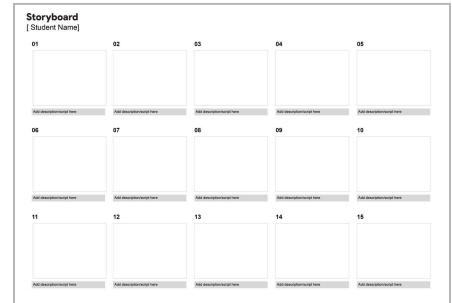 Storyboard
[ Student Name]
01 02 03 04 05
Add description/script here Add description/script here Add description/script here Add description/script here Add description/script here
06 07 08 09 10
Add description/script here Add description/script here Add description/script here Add description/script here Add description/script here
11 12 13 14 15
Add description/script here Add description/script here Add description/script here Add description/script here Add description/script here